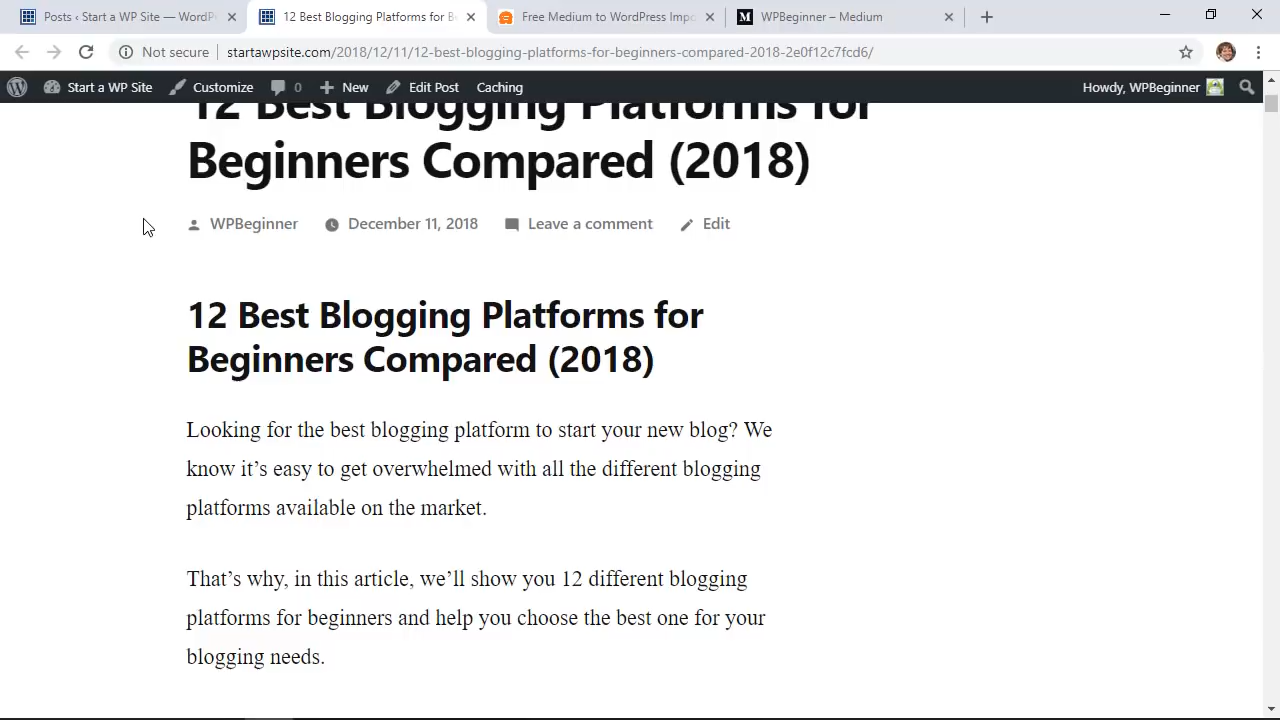 Posts ‹ Start a WP Site — WordP
12 Best Blogging Platforms for B
Free Medium to WordPress Impo
WPBeginner – Medium
Not secure
startawpsite.com/2018/12/11/12-best-blogging-platforms-for-beginners-compared-2018-2e0f12c7fcd6/
Start a WP Site
Customize
0
New
Edit Post
Caching
Howdy, WPBeginner
12 Best Blogging Platforms for
Beginners Compared (2018)
WPBeginner
December 11, 2018
Leave a comment
Edit
12 Best Blogging Platforms for
Beginners Compared (2018)
Looking for the best blogging platform to start your new blog? We
know it’s easy to get overwhelmed with all the different blogging
platforms available on the market.
That’s why, in this article, we’ll show you 12 different blogging
platforms for beginners and help you choose the best one for your
blogging needs.